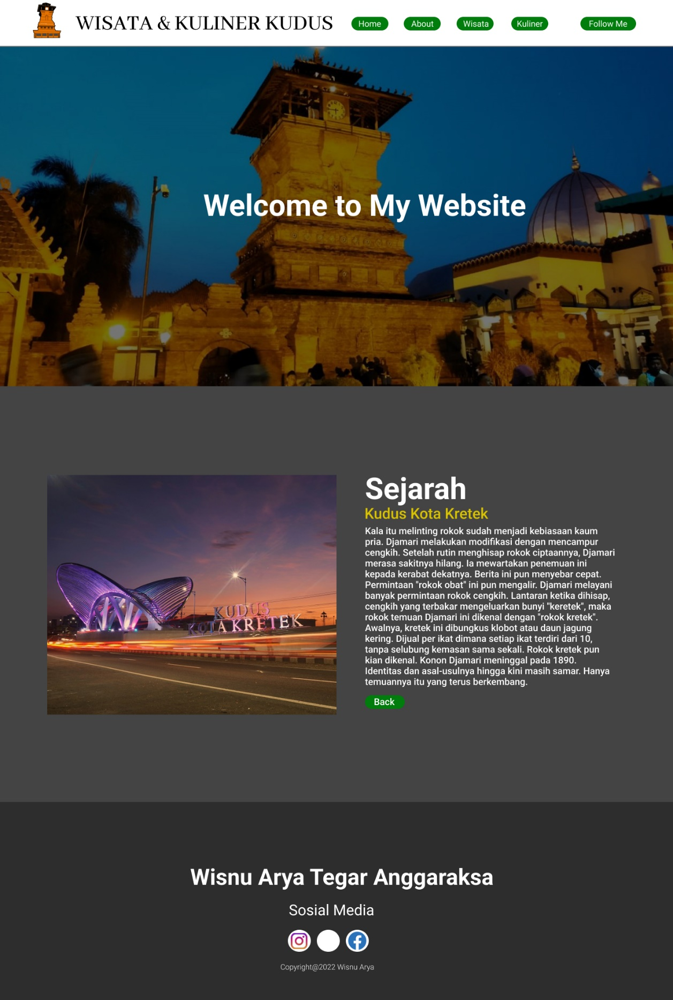 WISATA & KULINER KUDUS
Home
About
Wisata
Kuliner
Follow Me
Welcome to My Website
KUDUS
KOTA KRETEK
Sejarah
Kudus Kota Kretek
Kala itu melinting rokok sudah menjadi kebiasaan kaum
pria. Djamari melakukan modifikasi dengan mencampur
cengkih. Setelah rutin menghisap rokok ciptaannya, Djamari
merasa sakitnya hilang. Ia mewartakan penemuan ini
kepada kerabat dekatnya. Berita ini pun menyebar cepat.
Permintaan "rokok obat" ini pun mengalir. Djamari melayani
banyak permintaan rokok cengkih. Lantaran ketika dihisap,
cengkih yang terbakar mengeluarkan bunyi "keretek", maka
rokok temuan Djamari ini dikenal dengan "rokok kretek".
Awalnya, kretek ini dibungkus klobot atau daun jagung
kering. Dijual per ikat dimana setiap ikat terdiri dari 10,
tanpa selubung kemasan sama sekali. Rokok kretek pun
kian dikenal. Konon Djamari meninggal pada 1890.
Identitas dan asal-usulnya hingga kini masih samar. Hanya
temuannya itu yang terus berkembang.
Back
Wisnu Arya Tegar Anggaraksa
Sosial Media
Copyright@2022 Wisnu Arya